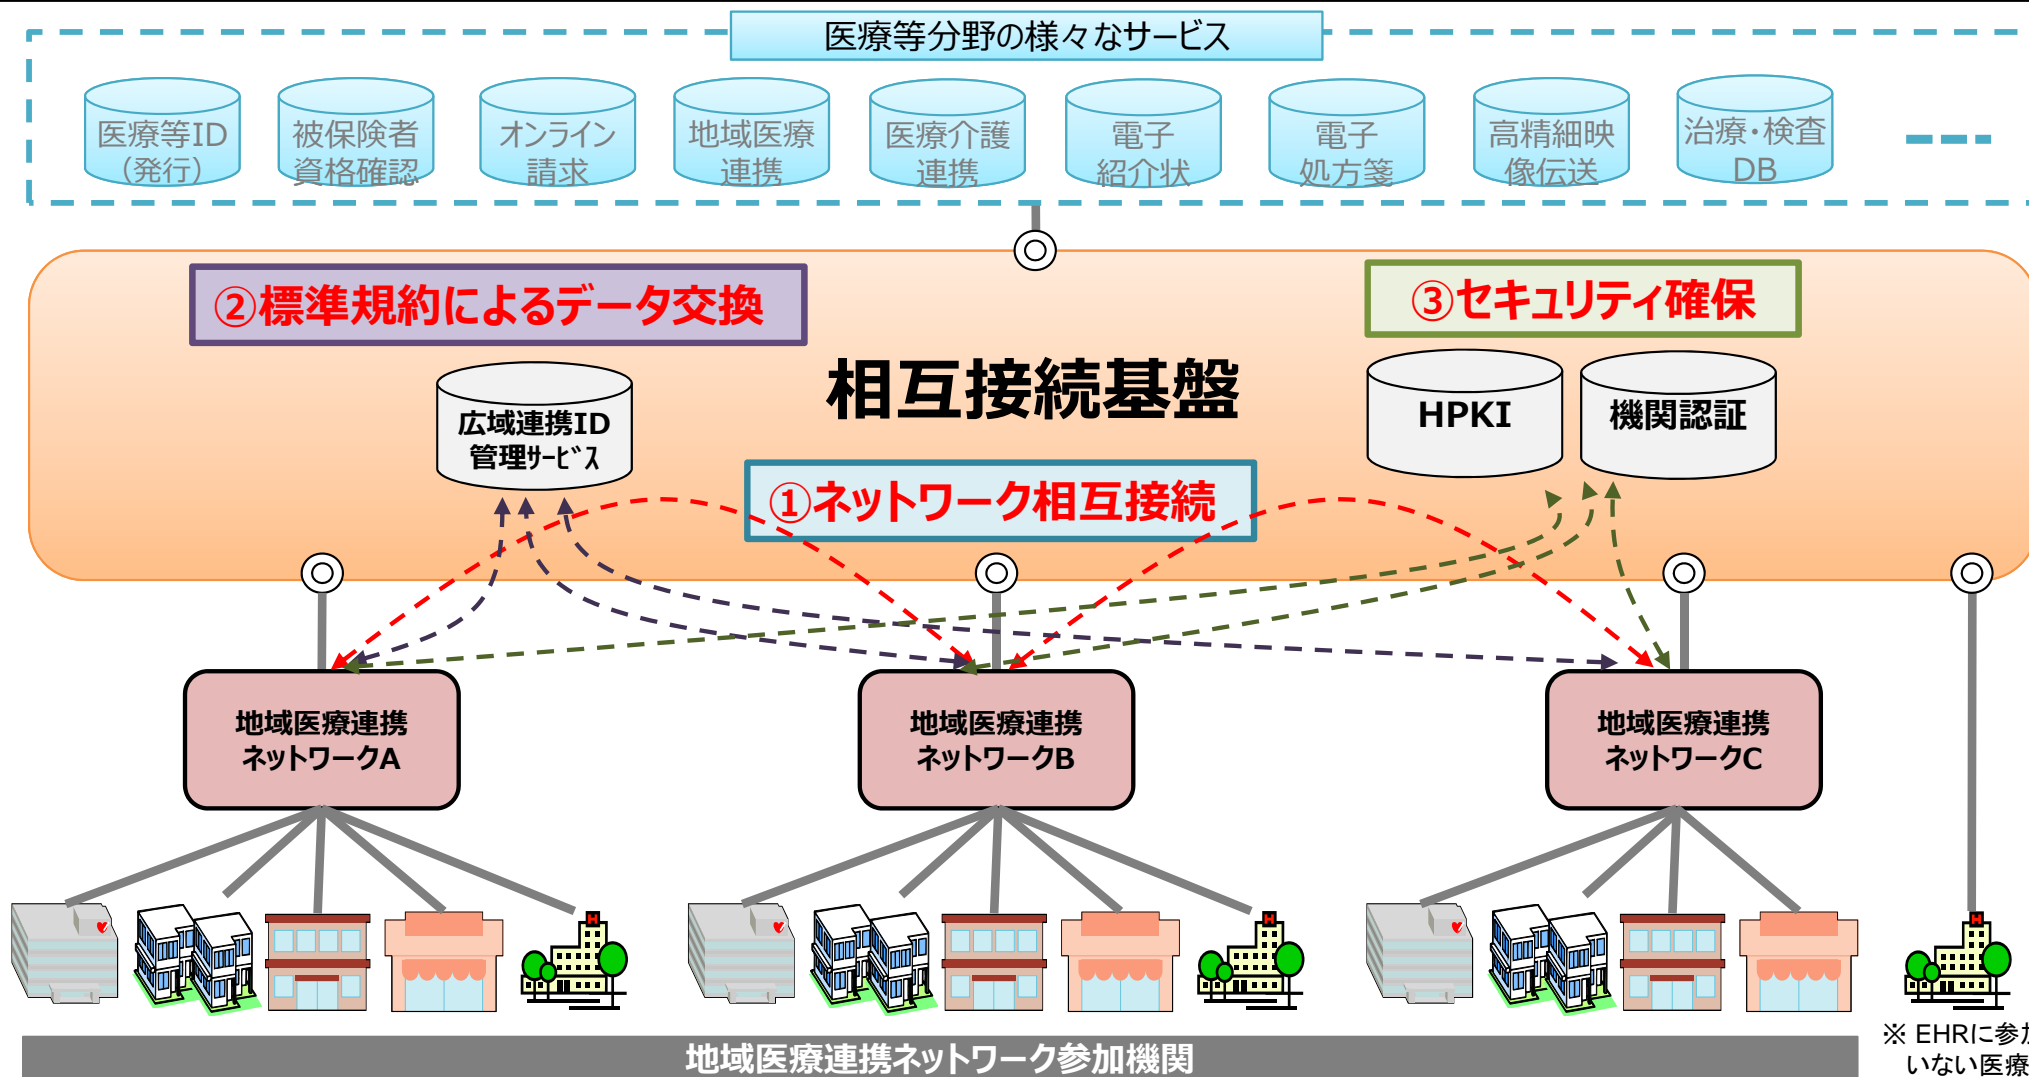 医療等分野の様々なサービス
医療等ID
（発行）
被保険者
資格確認
オンライン
請求
地域医療
連携
医療介護
連携
電子
紹介状
電子
処方箋
高精細映
像伝送
治療・検査
DB
②標準規約によるデータ交換
③セキュリティ確保
相互接続基盤
広域連携ID
管理ｻｰﾋﾞｽ
HPKI
機関認証
①ネットワーク相互接続
地域医療連携
ネットワークA
地域医療連携
ネットワークB
地域医療連携
ネットワークC
地域医療連携ネットワーク参加機関
※ EHRに参加
いない医療